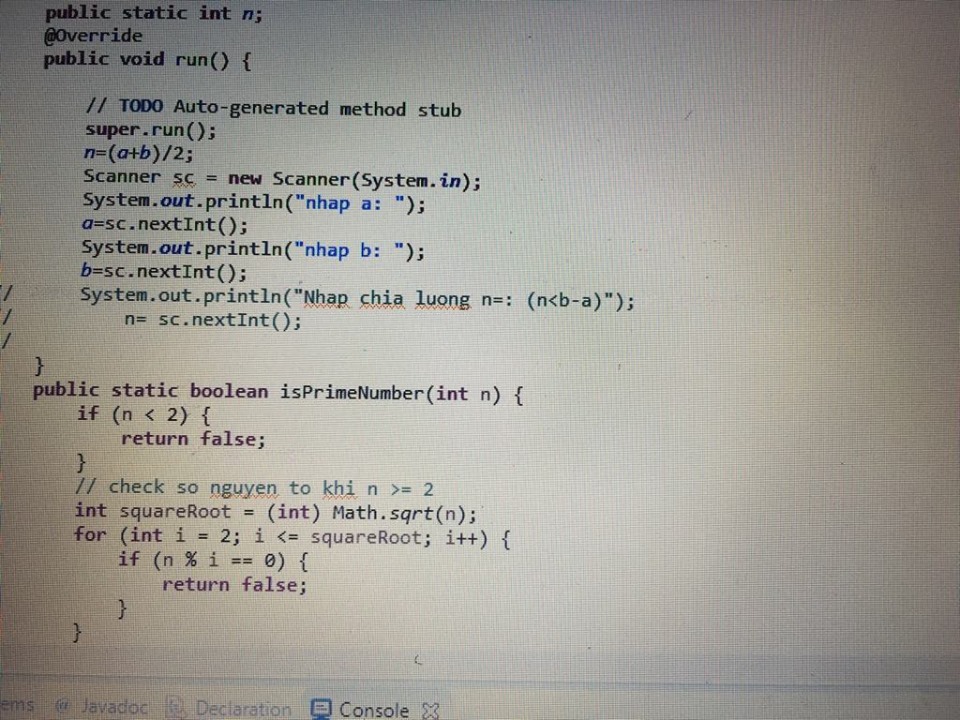 public static int n;
@Override
public void run() {
// TODO Auto-generated method stub
super.run();
n=(a+b)/2;
Scanner sc = new Scanner(System.in);
System.out.println("nhap a: ");
a=sc.nextInt();
System.out.println("nhap b: ");
b=sc.nextInt();
// System.out.println("Nhap chia luong n=: (n<b-a)");
/ n= sc.nextInt();
/
}
public static boolean isPrimeNumber(int n) {
if (n < 2) {
return false;
}
// check so nguyen to khi n >= 2
int squareRoot = (int) Math.sqrt(n);
for (int i = 2; i <= squareRoot; i++) {
if (n % i == 0) {
return false;
}
}
ems @ Javadoc Declaration Console